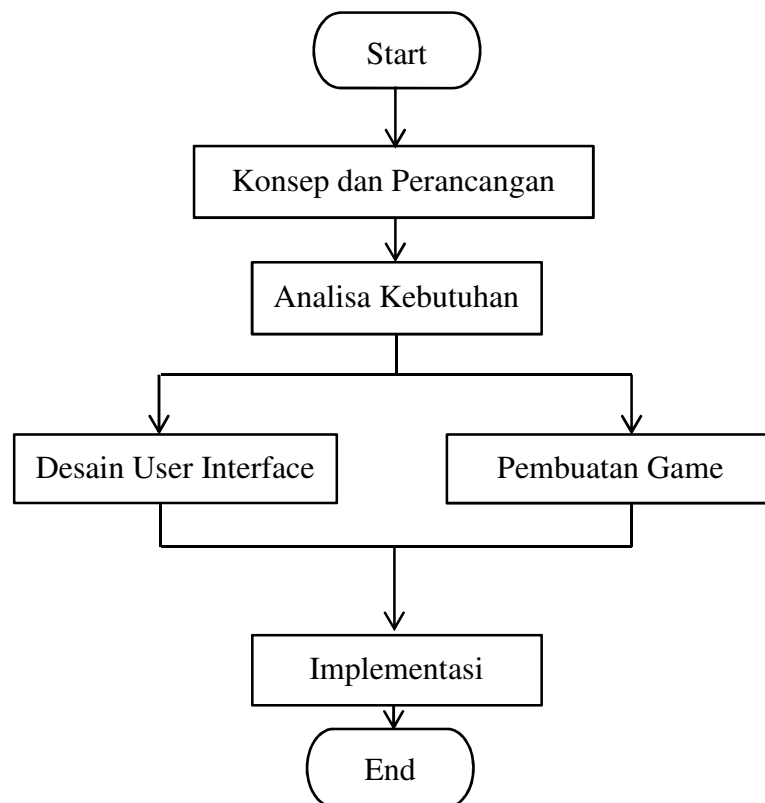 Start
Konsep dan Perancangan
Analisa Kebutuhan
Desain User Interface
Pembuatan Game
Implementasi
End